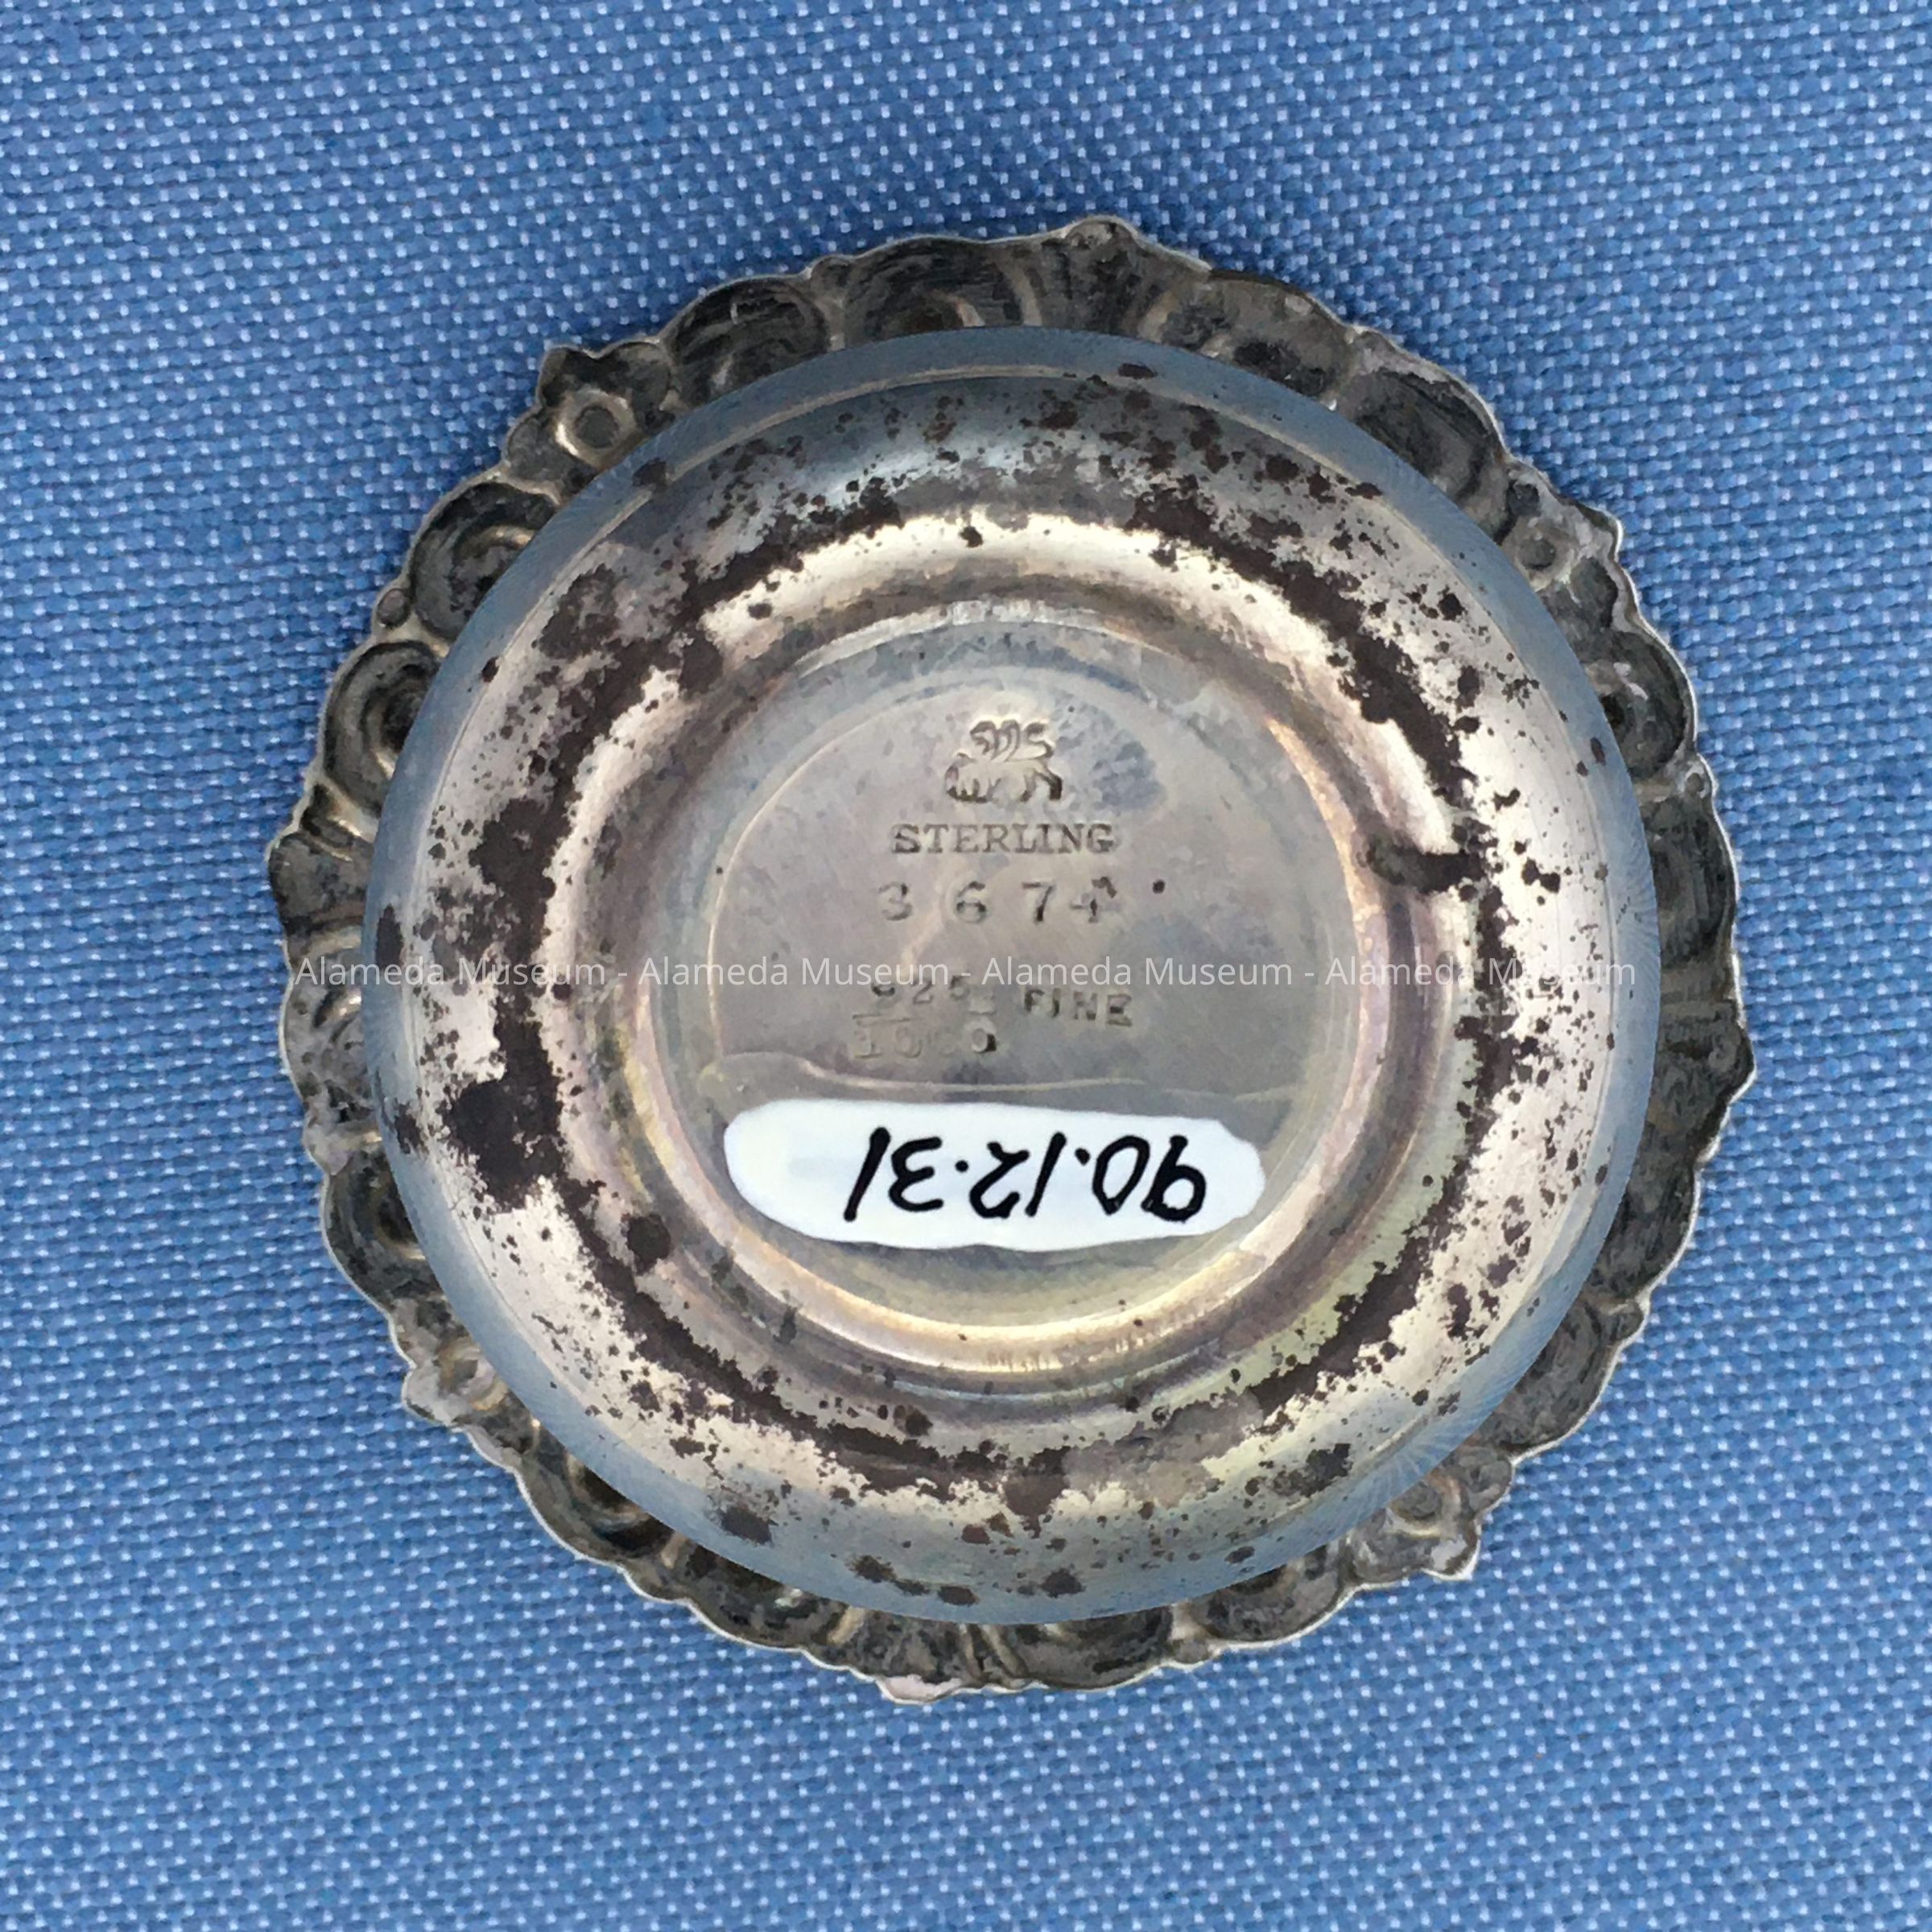 STERLING
3674
925 FINE
1000
Alameda Museum - Alameda Museum - Alameda Museum - Alameda Museum
90.12.31